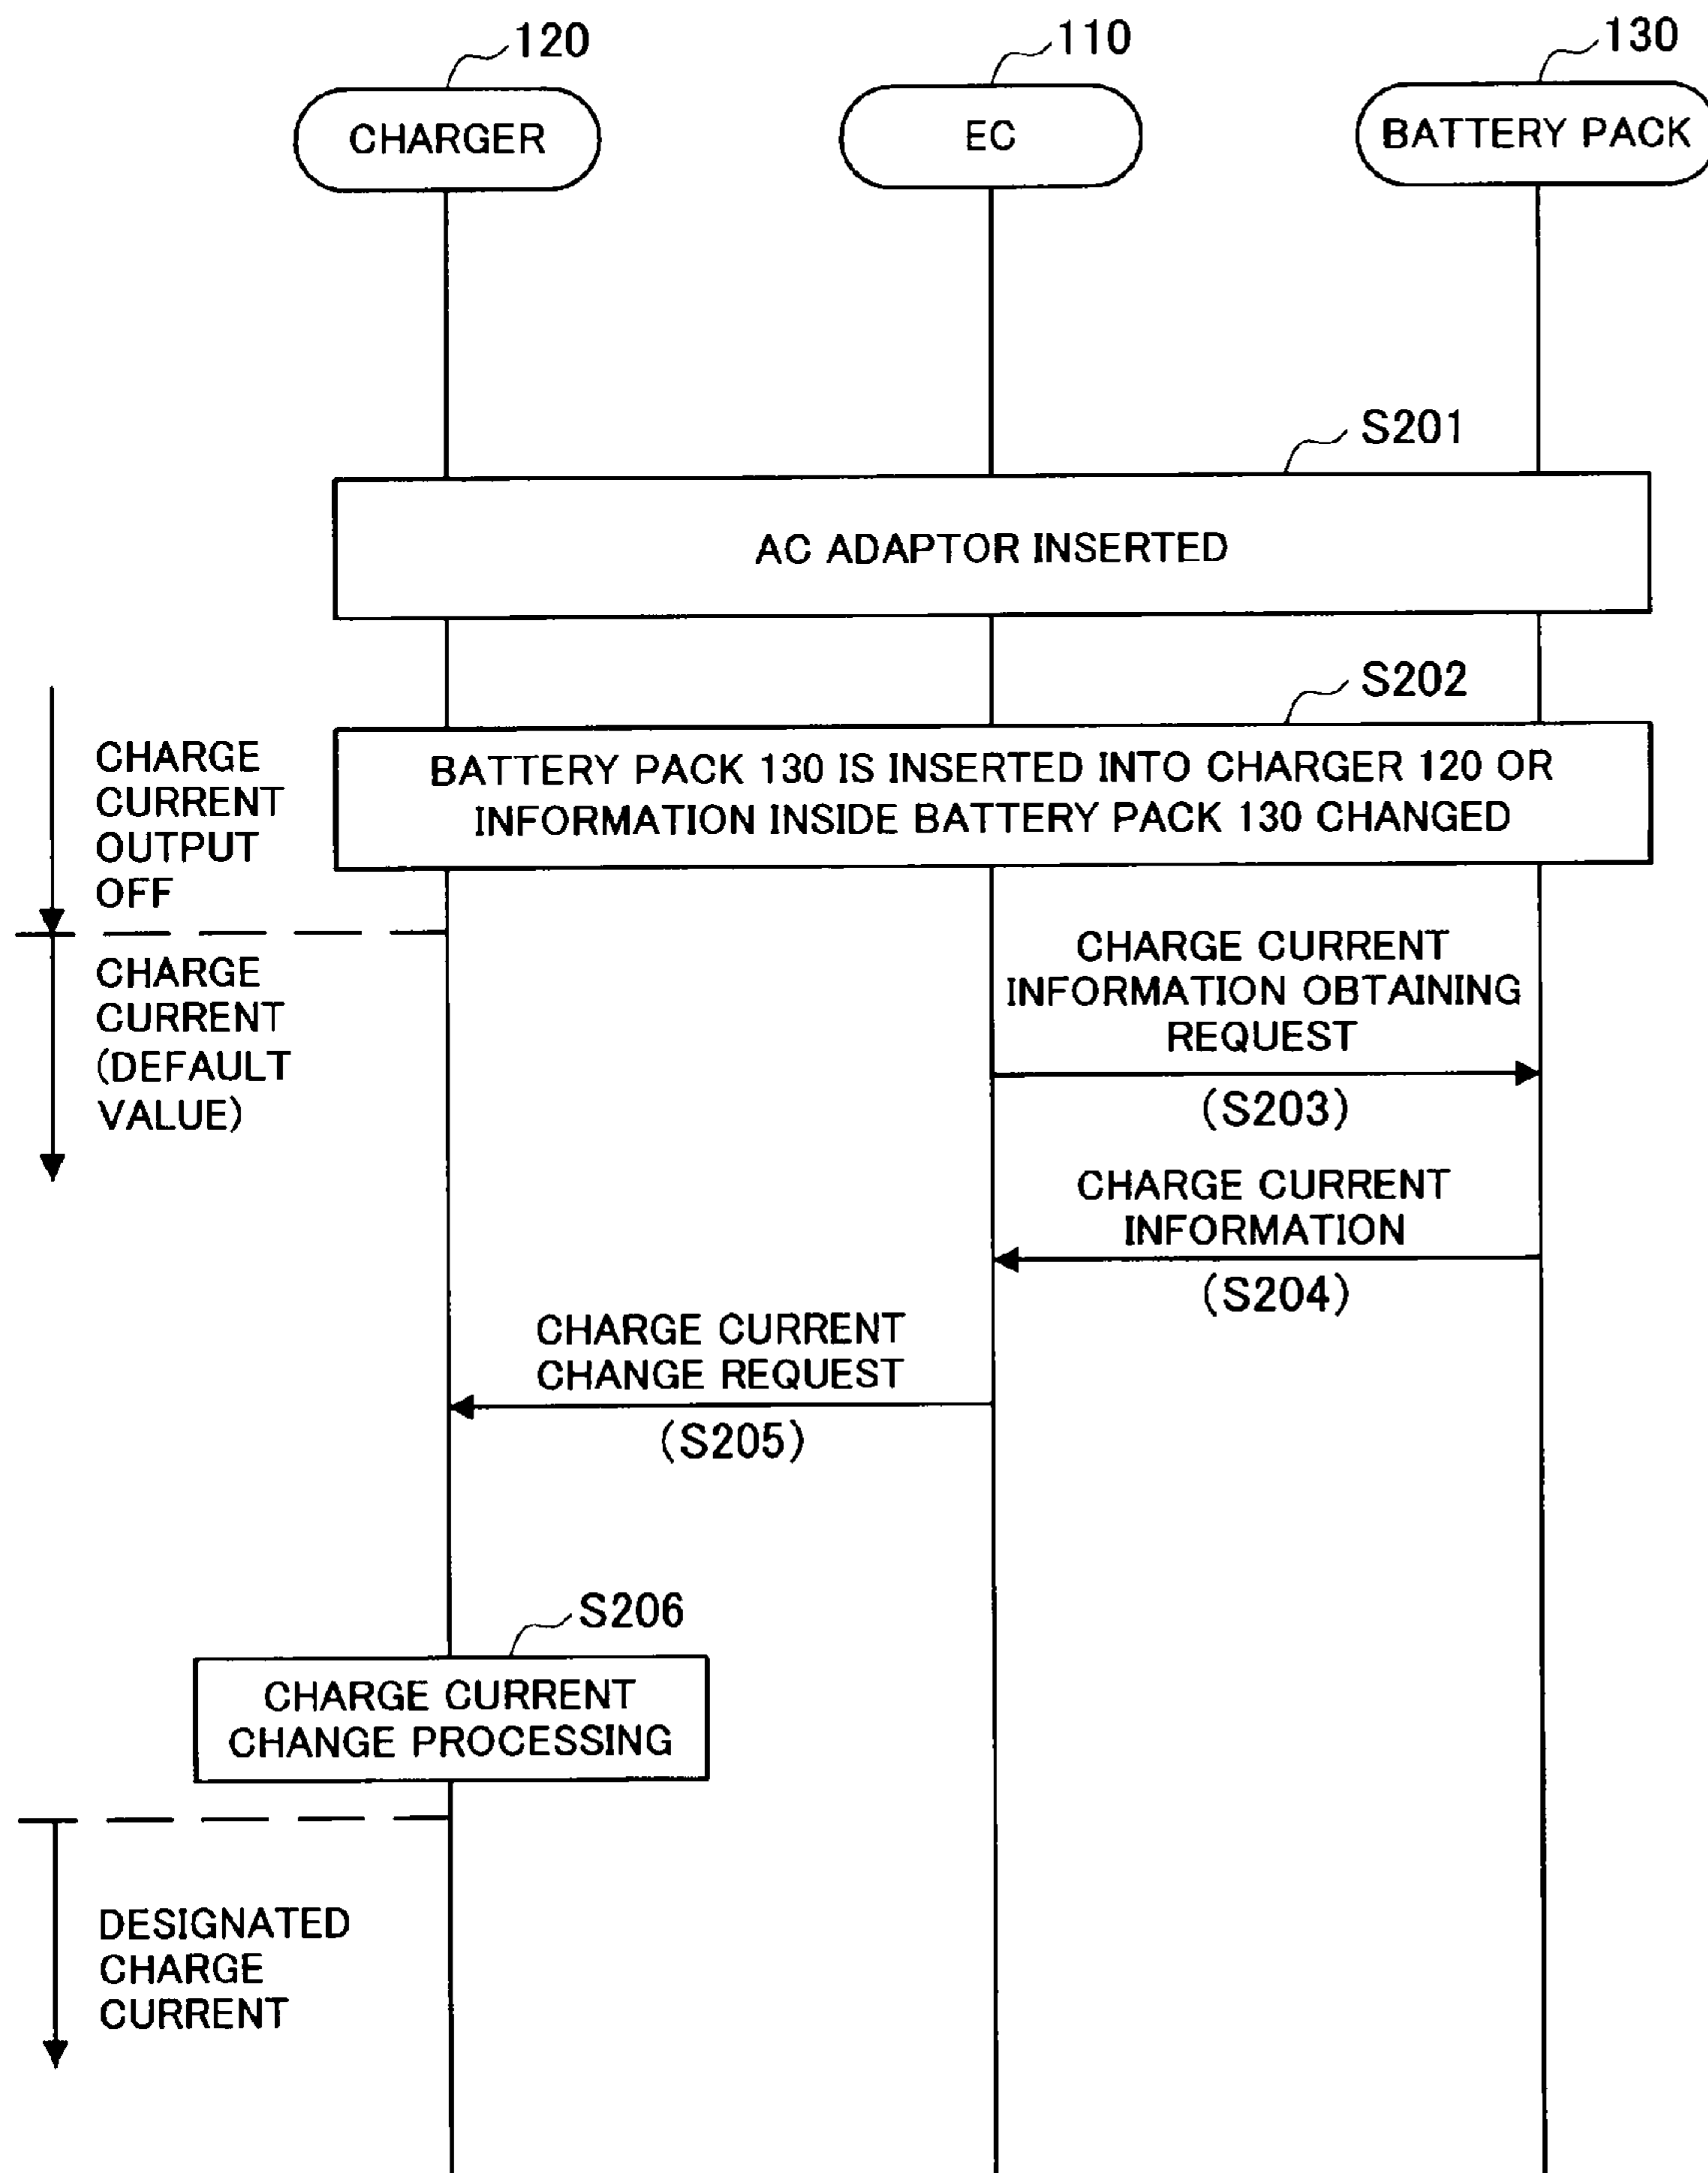 120
110
130
CHARGER
EC
BATTERY PACK
S201
AC ADAPTOR INSERTED
S202
BATTERY PACK 130 IS INSERTED INTO CHARGER 120 OR
INFORMATION INSIDE BATTERY PACK 130 CHANGED
CHARGE
CURRENT
OUTPUT
OFF
CHARGE
CURRENT
(DEFAULT
VALUE)
CHARGE CURRENT
INFORMATION OBTAINING
REQUEST
(S203)
CHARGE CURRENT
INFORMATION
(S204)
CHARGE CURRENT
CHANGE REQUEST
(S205)
S206
CHARGE CURRENT
CHANGE PROCESSING
DESIGNATED
CHARGE
CURRENT